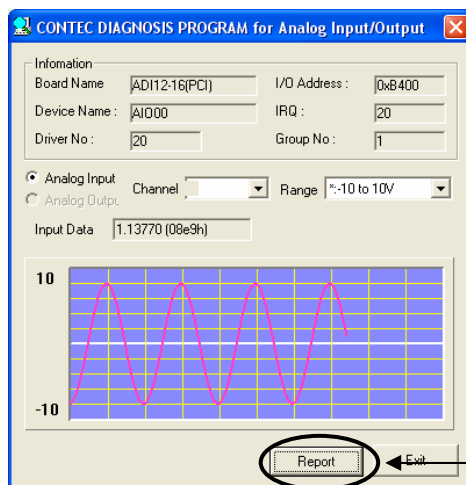 CONTEC DIAGNOSIS PROGRAM for Analog Input/Output
Infomation
Board Name ADI12-16(PCI) I/O Address : 0xB400
Device Name : AIO00 IRQ : 20
Driver No : 20 Group No : 1
Analog Input
Analog Outpu
Channel Range *:-10 to 10V
Input Data 1.13770 (08e9h)
10
-10
Report Exit